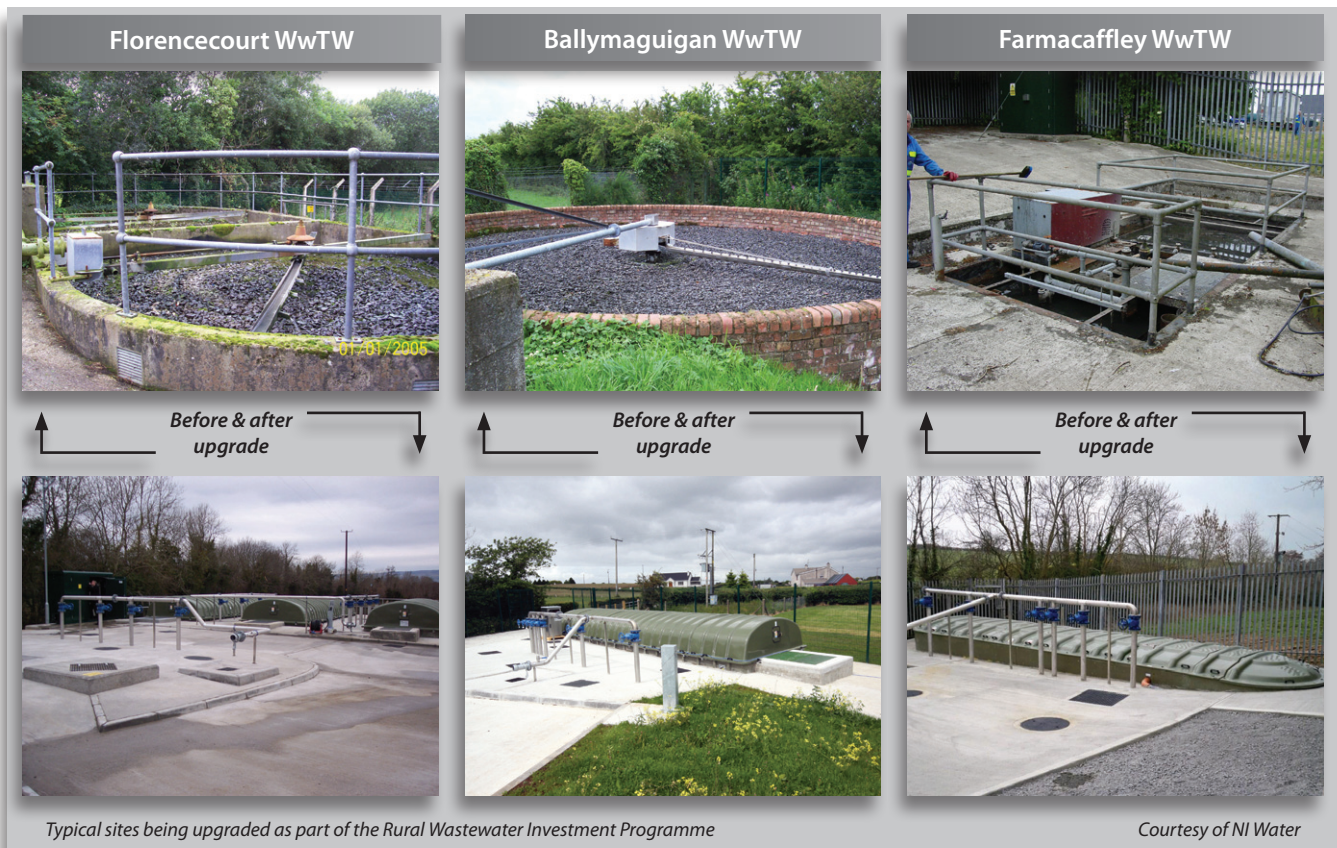 Florencecourt WwTW
Ballymaguigan WwTW
Farmacaffley WwTW
01/01/2005
Before & after
upgrade
Before & after
upgrade
Before & after
upgrade
Typical sites being upgraded as part of the Rural Wastewater Investment Programme
Courtesy of NI Water